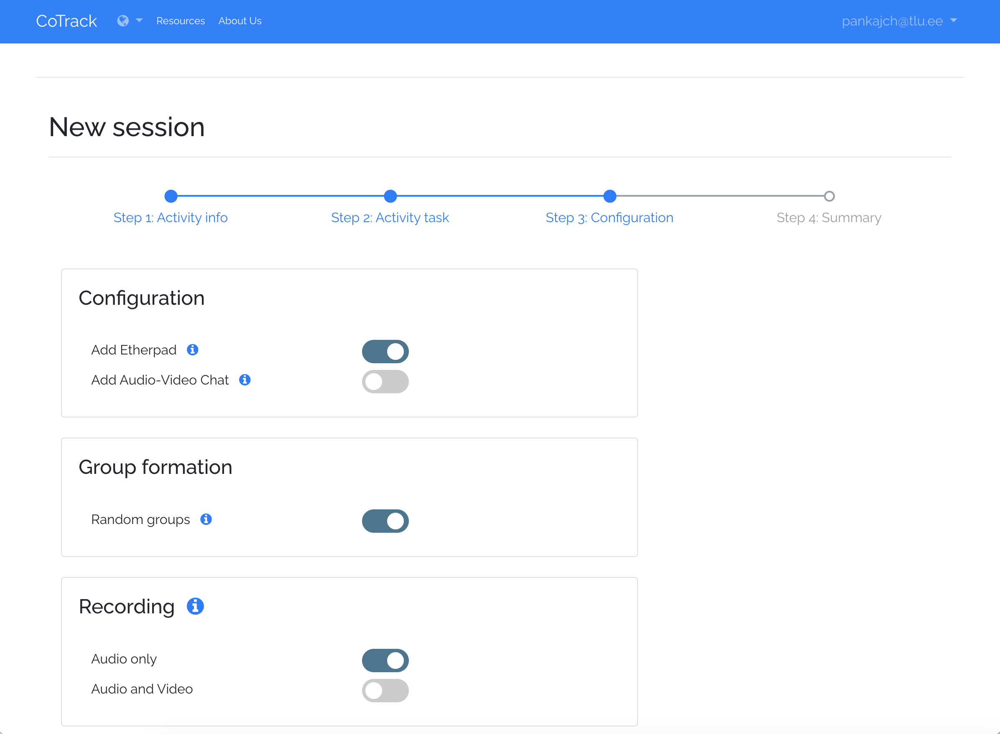 CoTrack Resources About Us pankajch@tlu.ee
New session
Step 1: Activity info Step 2: Activity task Step 3: Configuration Step 4: Summary
Configuration
Add Etherpad
Add Audio-Video Chat
Group formation
Random groups
Recording
Audio only
Audio and Video